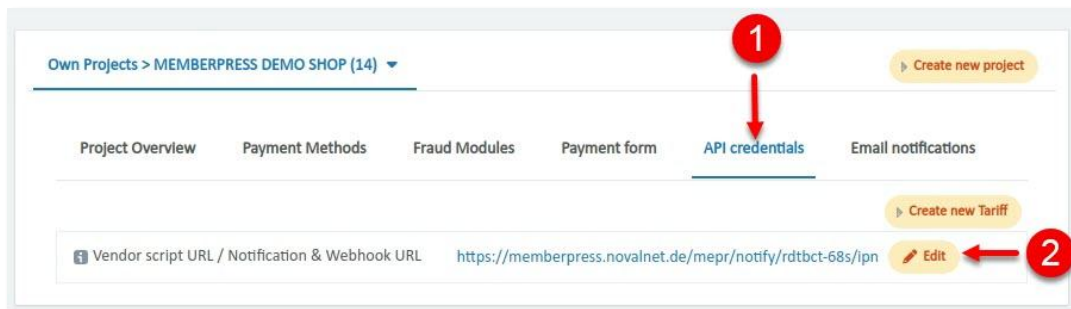 1
Own Projects > MEMBERPRESS DEMO SHOP (14)
Create new project
Project Overview Payment Methods Fraud Modules Payment form API credentials Email notifications
Create new Tariff
Vendor script URL / Notification & Webhook URL https://memberpress.novalnet.de/mepr/notify/rdtbct-68s/ipn Edit 2